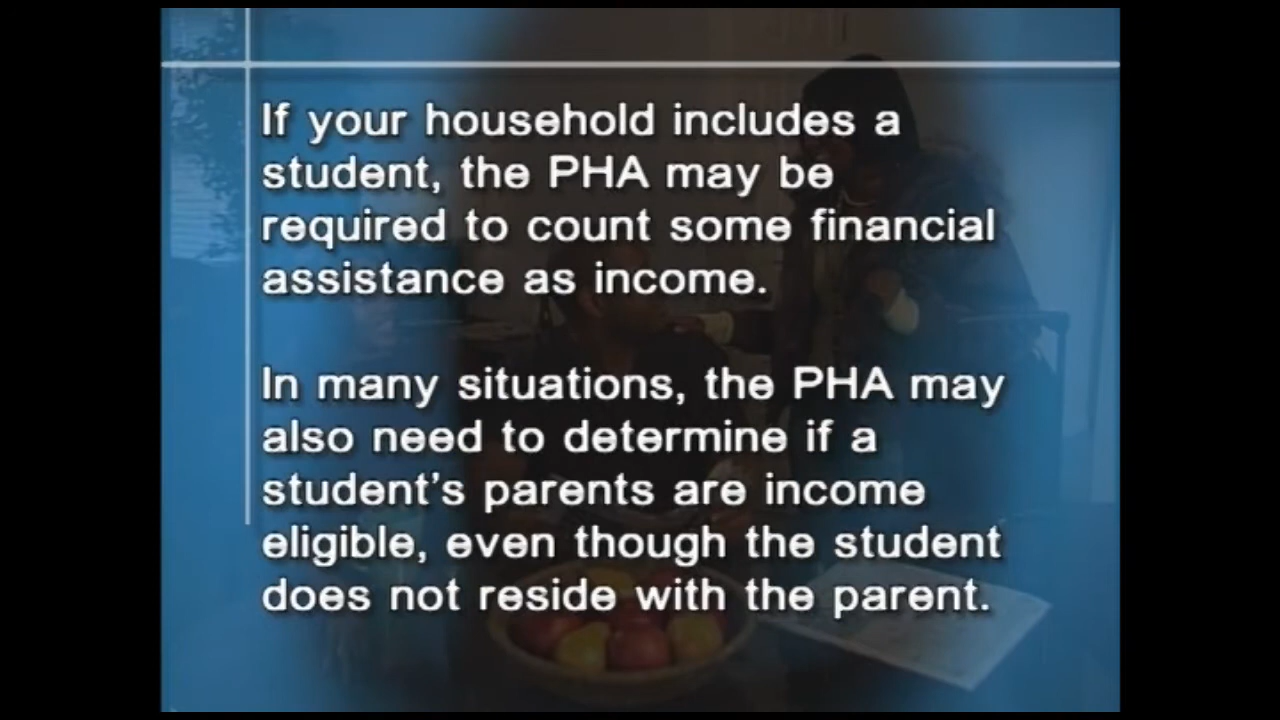 If your household includes a
student, the PHA may be
required to count some financial
assistance as income.
In many situations, the PHA may
also need to determine if a
student's parents are income
eligible, even though the student
does not reside with the parent.